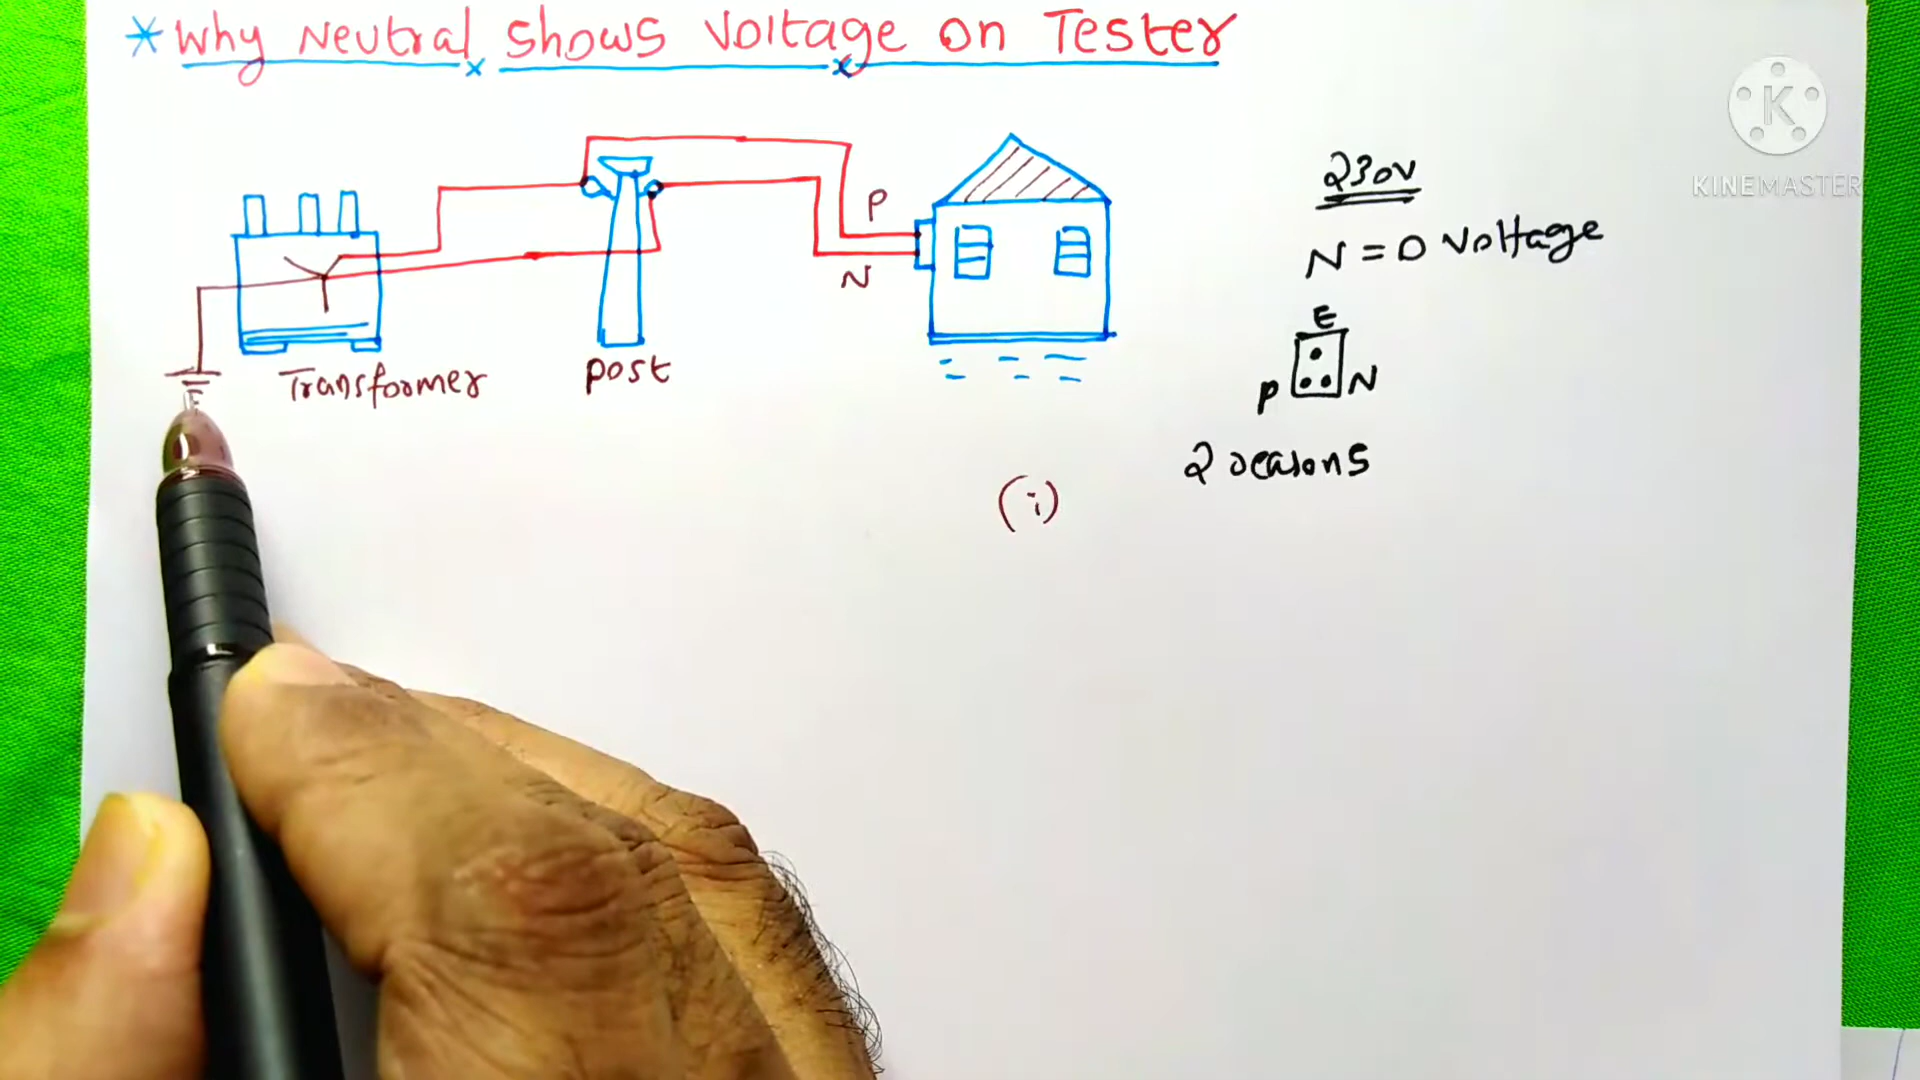 * Why Neutral shows Voltage on Tester
K
KINEMASTER
230V
N = 0 Voltage
P
N
E
P N
E
Transformer
post
2 reasons
(i)